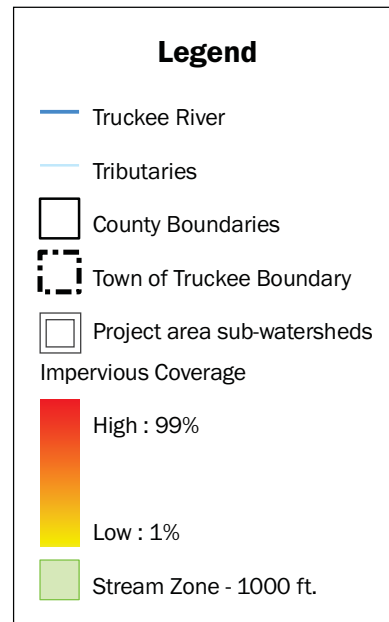 Legend
Truckee River
Tributaries
County Boundaries
Town of Truckee Boundary
Project area sub-watersheds
Impervious Coverage
High : 99%
Low : 1%
Stream Zone - 1000 ft.